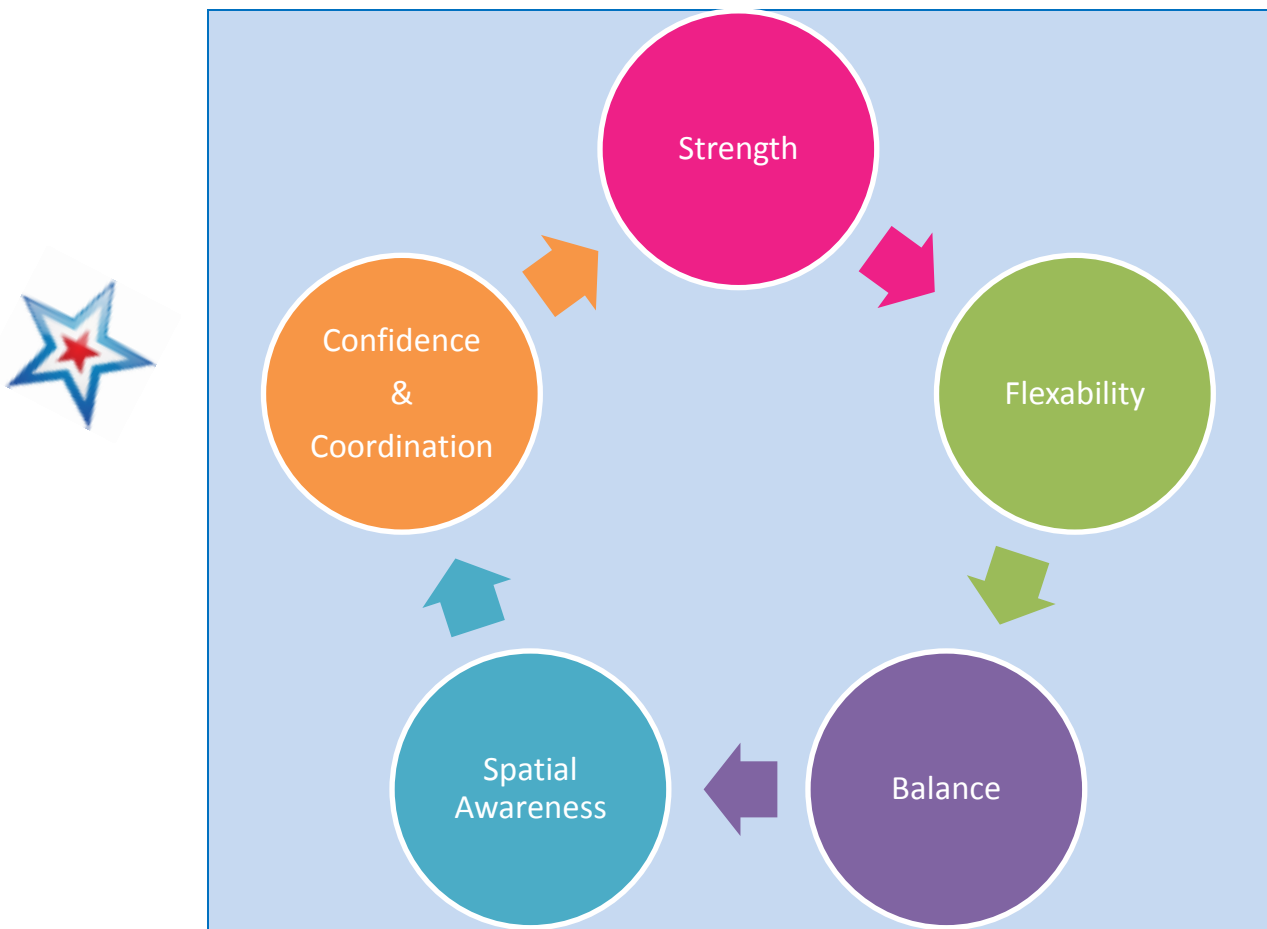 Strength
Flexability
Balance
Spatial
Awareness
Confidence
&
Coordination